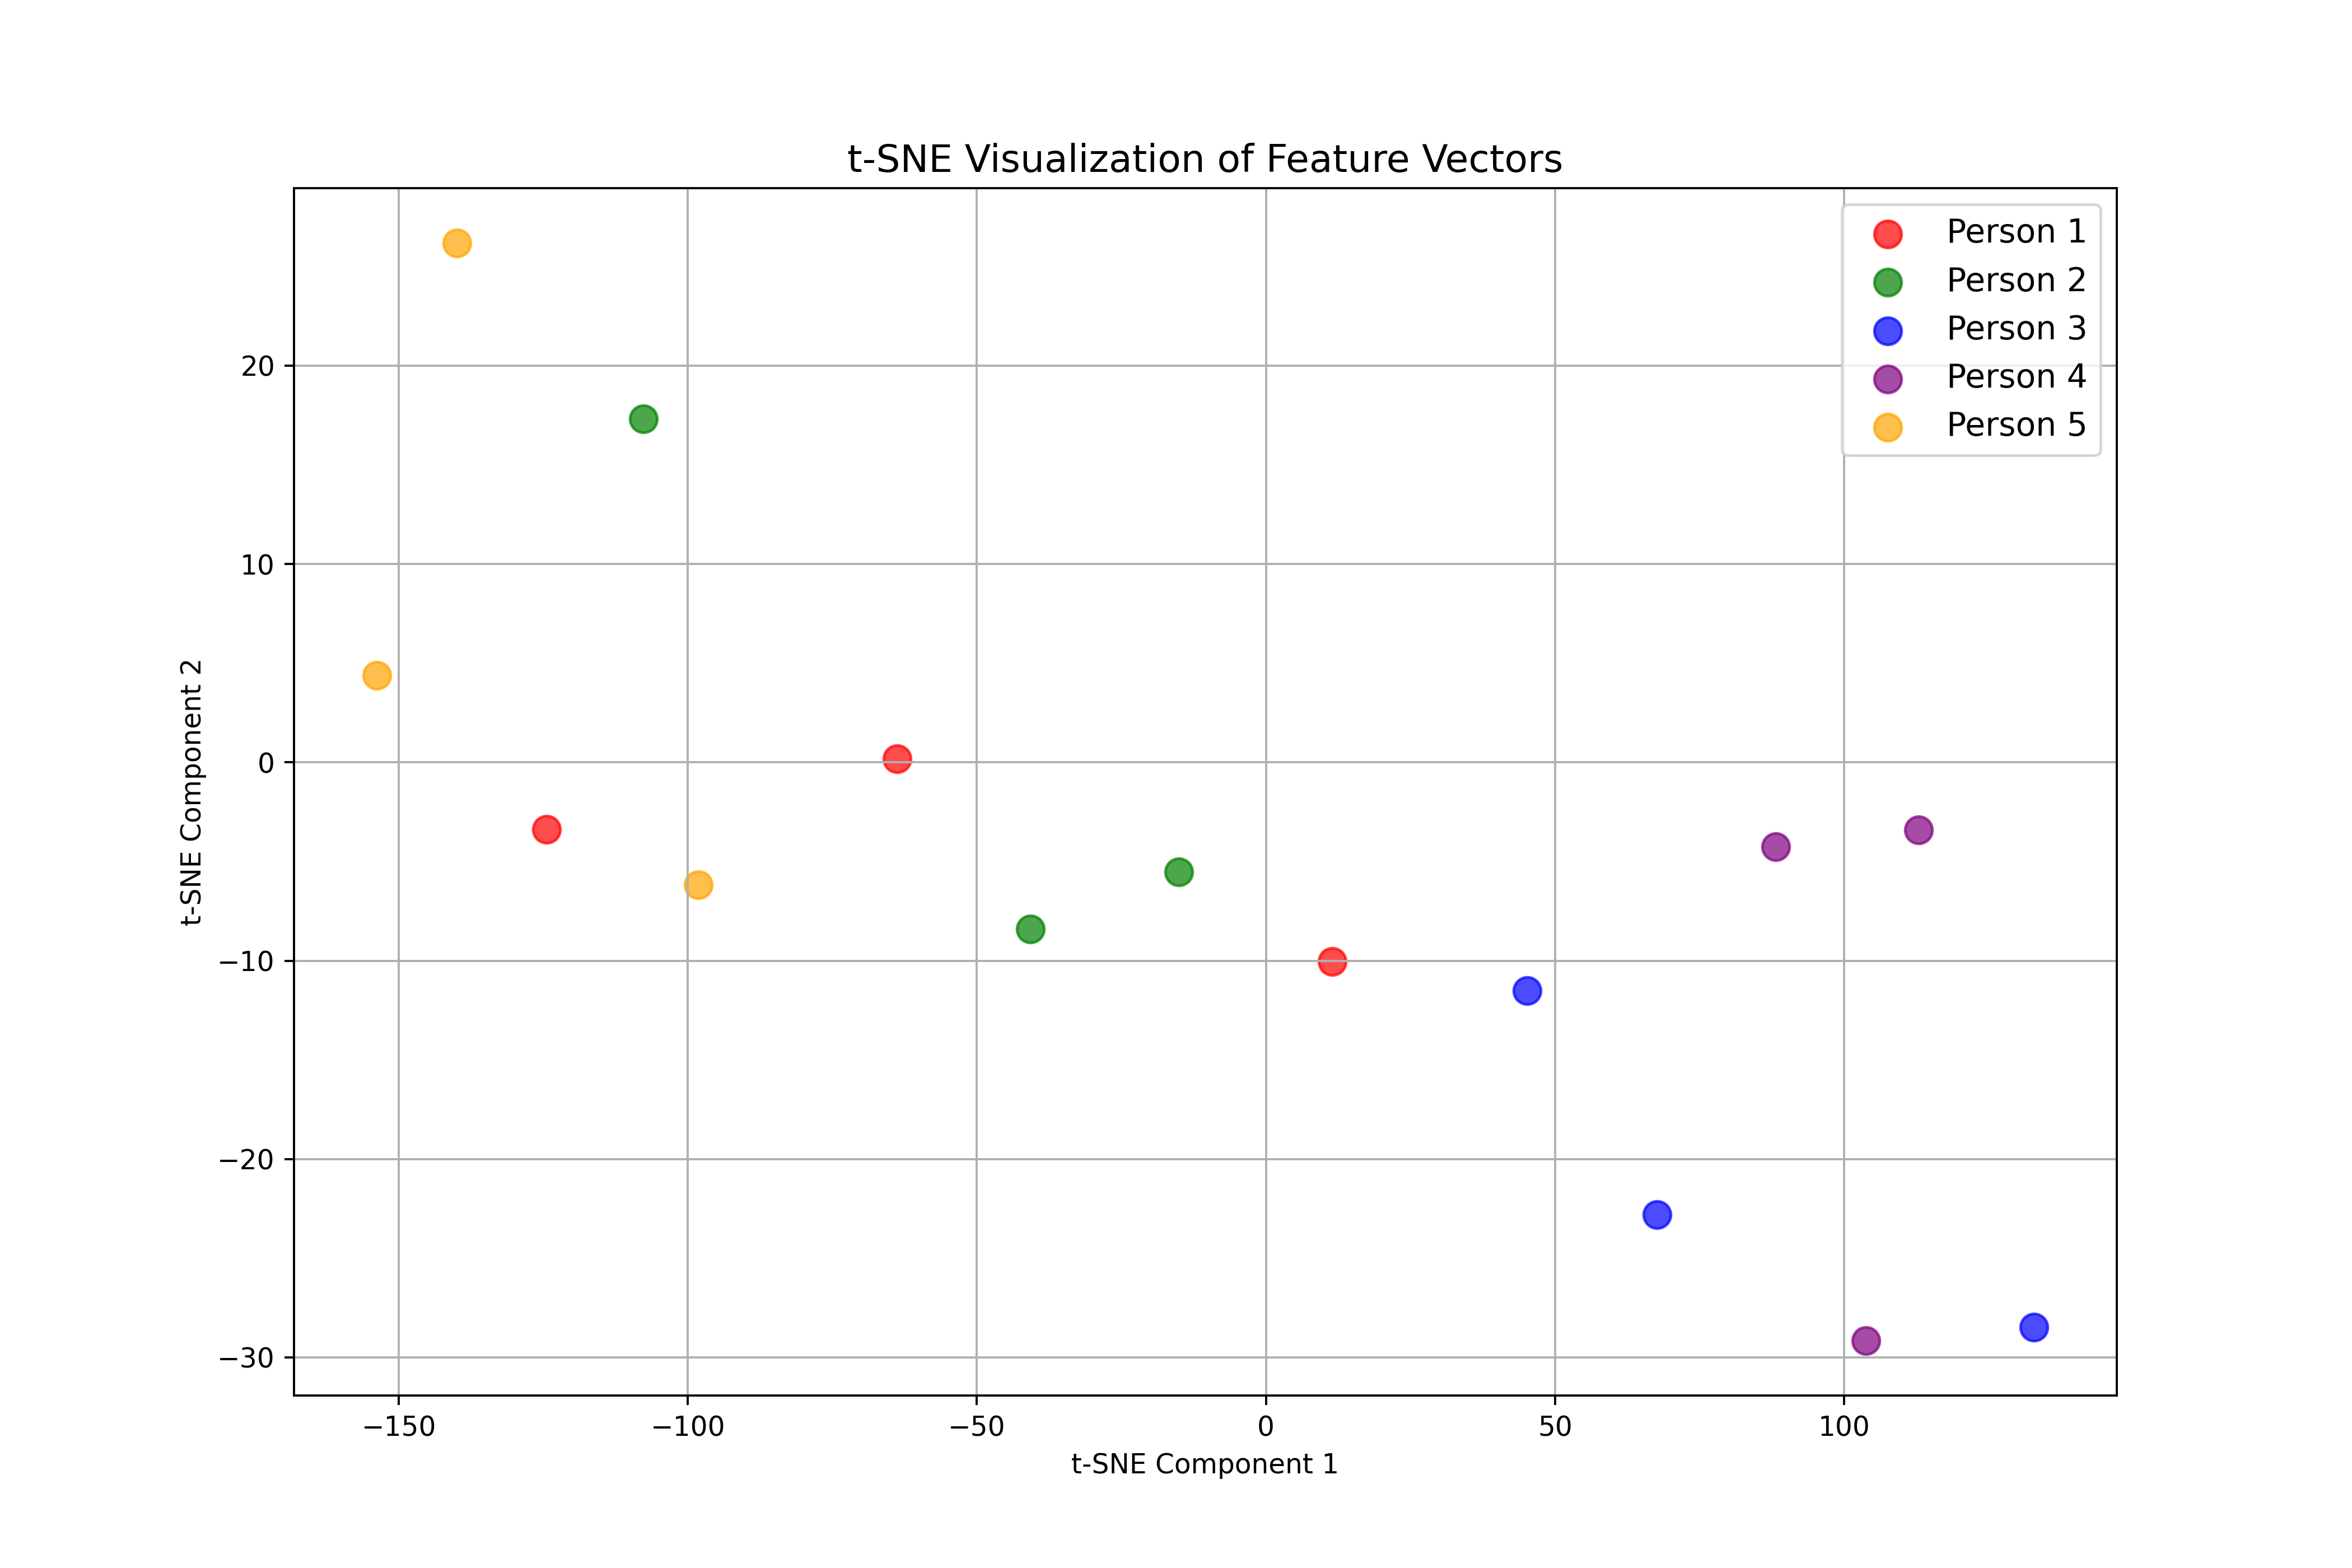 t-SNE Visualization of Feature Vectors
Person 1
Person 2
Person 3
Person 4
Person 5
20
10
0
−10
−20
−30
t-SNE Component 2
−150
−100
−50
0
50
100
t-SNE Component 1